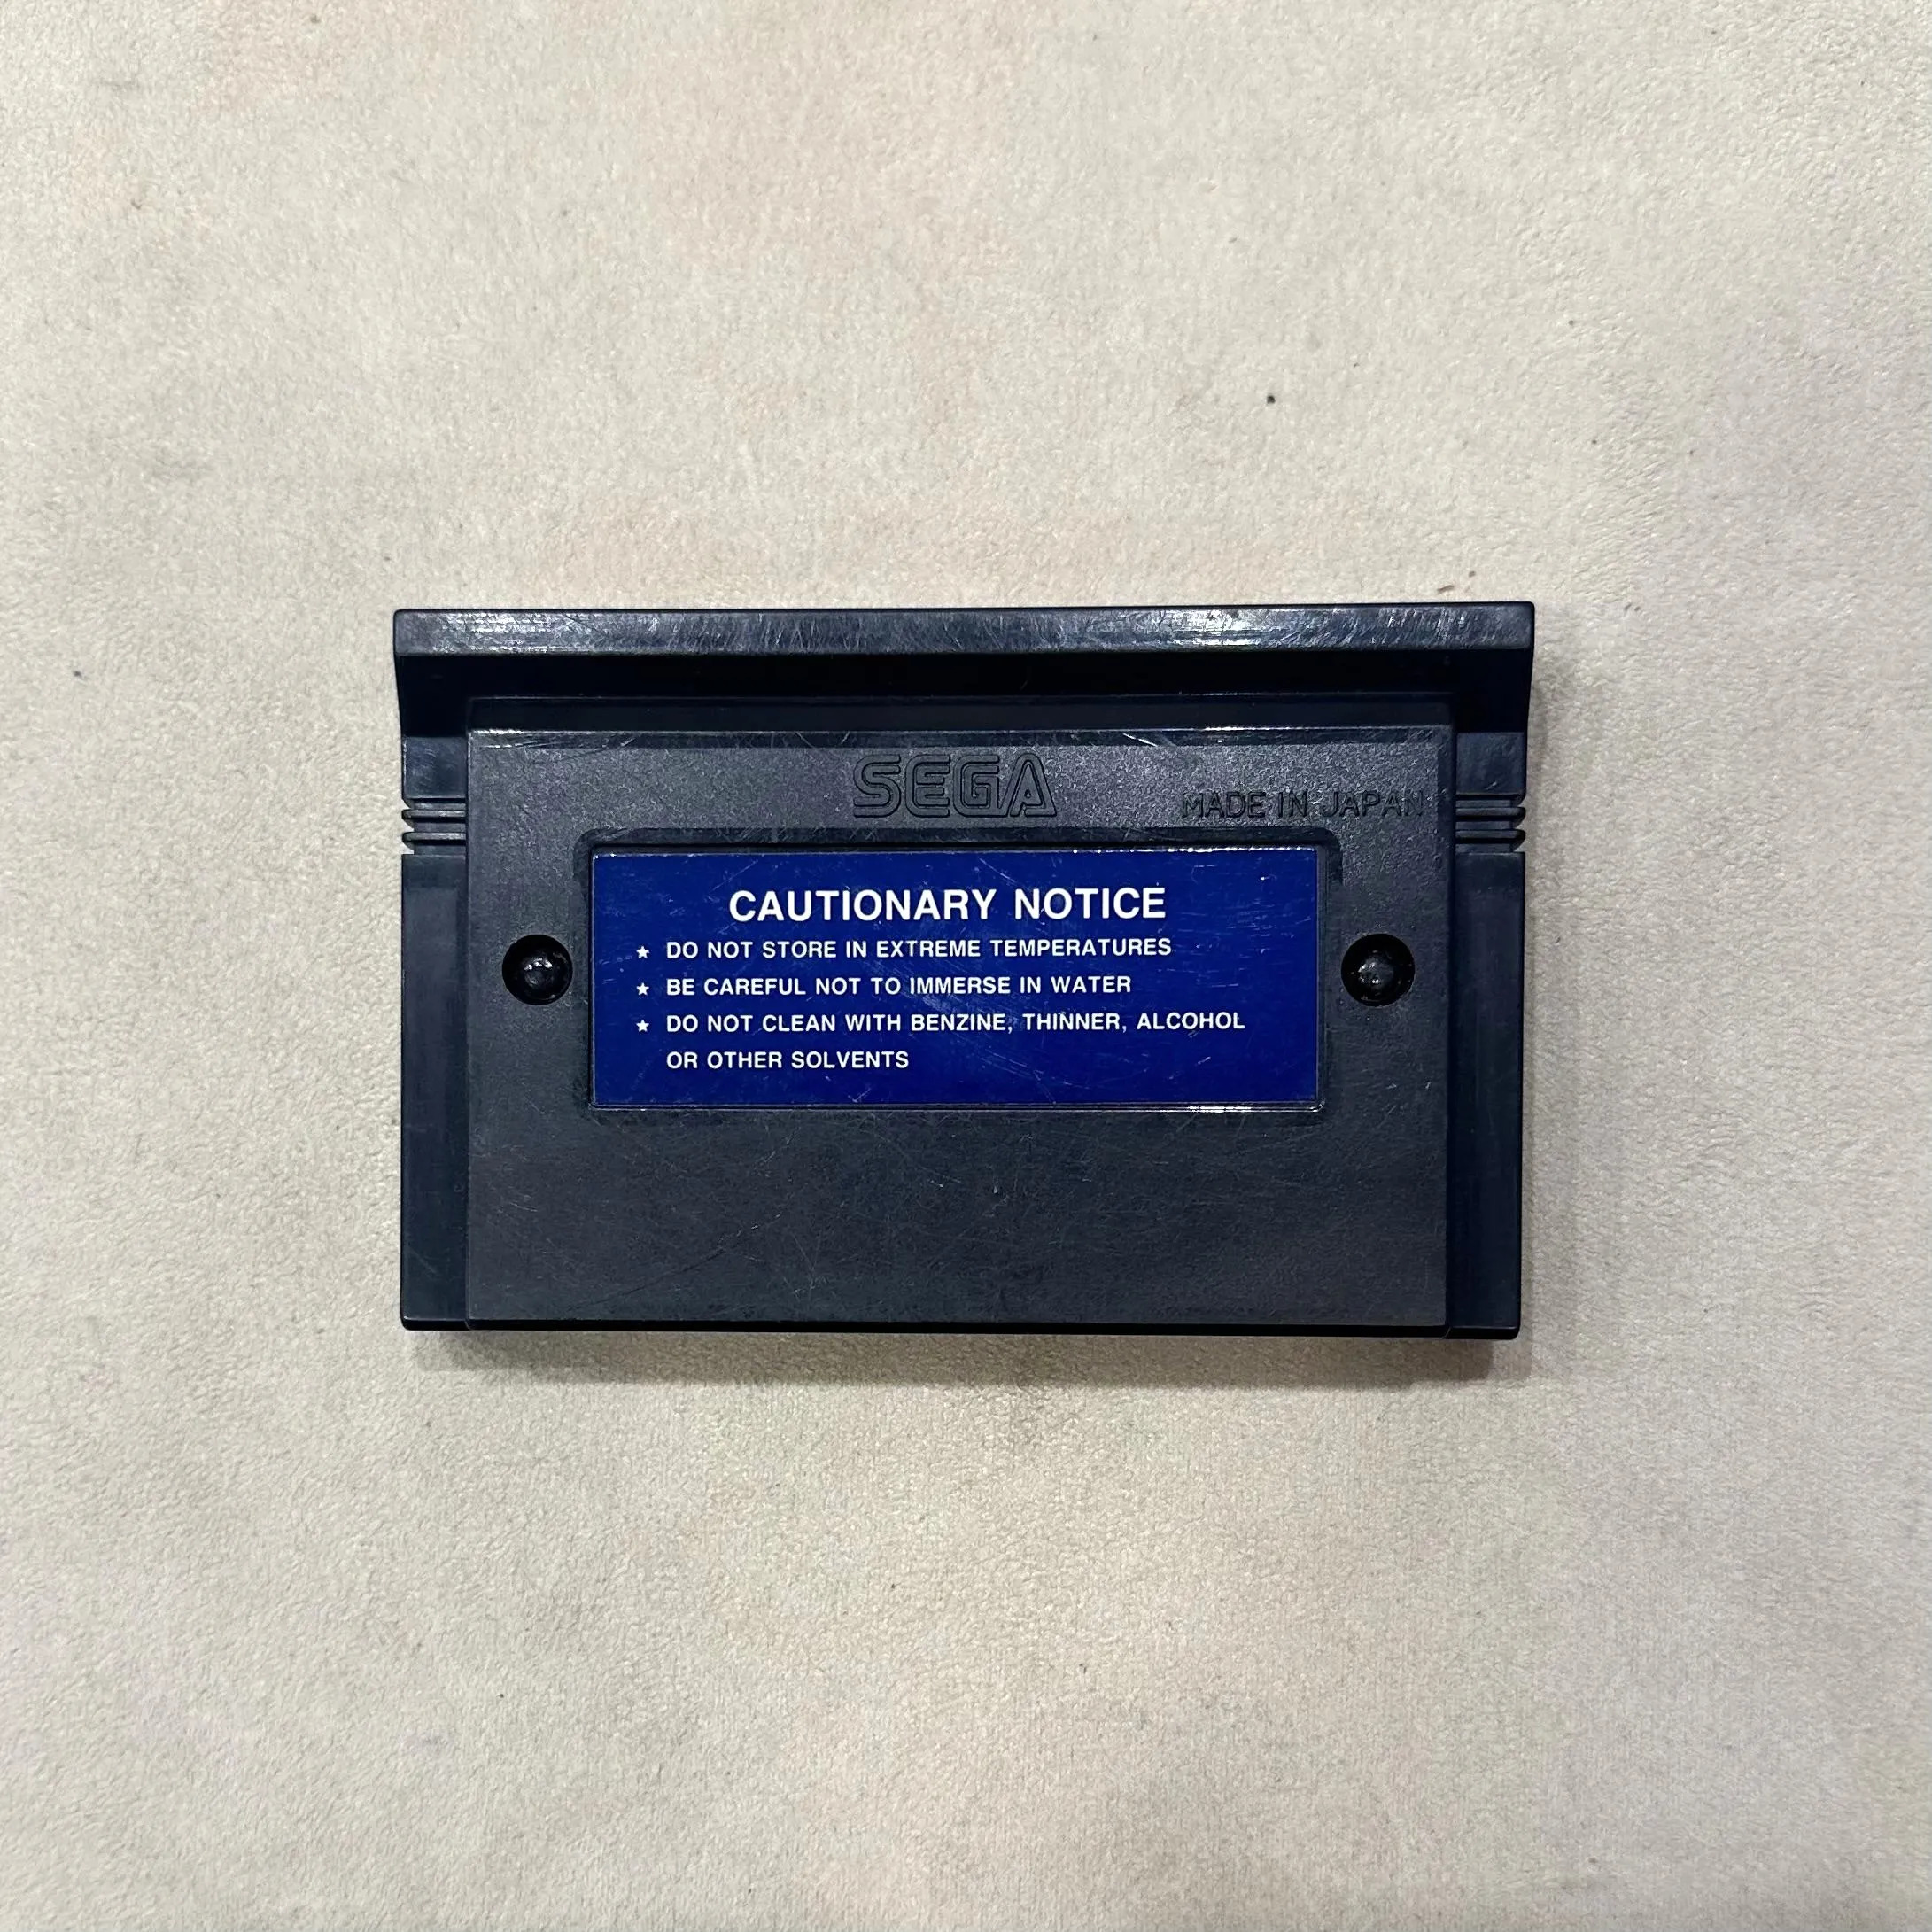 SEGA
MADE IN JAPAN
CAUTIONARY NOTICE
★ DO NOT STORE IN EXTREME TEMPERATURES
★ BE CAREFUL NOT TO IMMERSE IN WATER
★ DO NOT CLEAN WITH BENZINE, THINNER, ALCOHOL
OR OTHER SOLVENTS